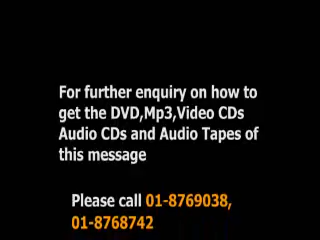 For further enquiry on how to
get the DVD,Mp3,Video CDs
Audio CDs and Audio Tapes of
this message
Please call 01-8769038,
01-8768742